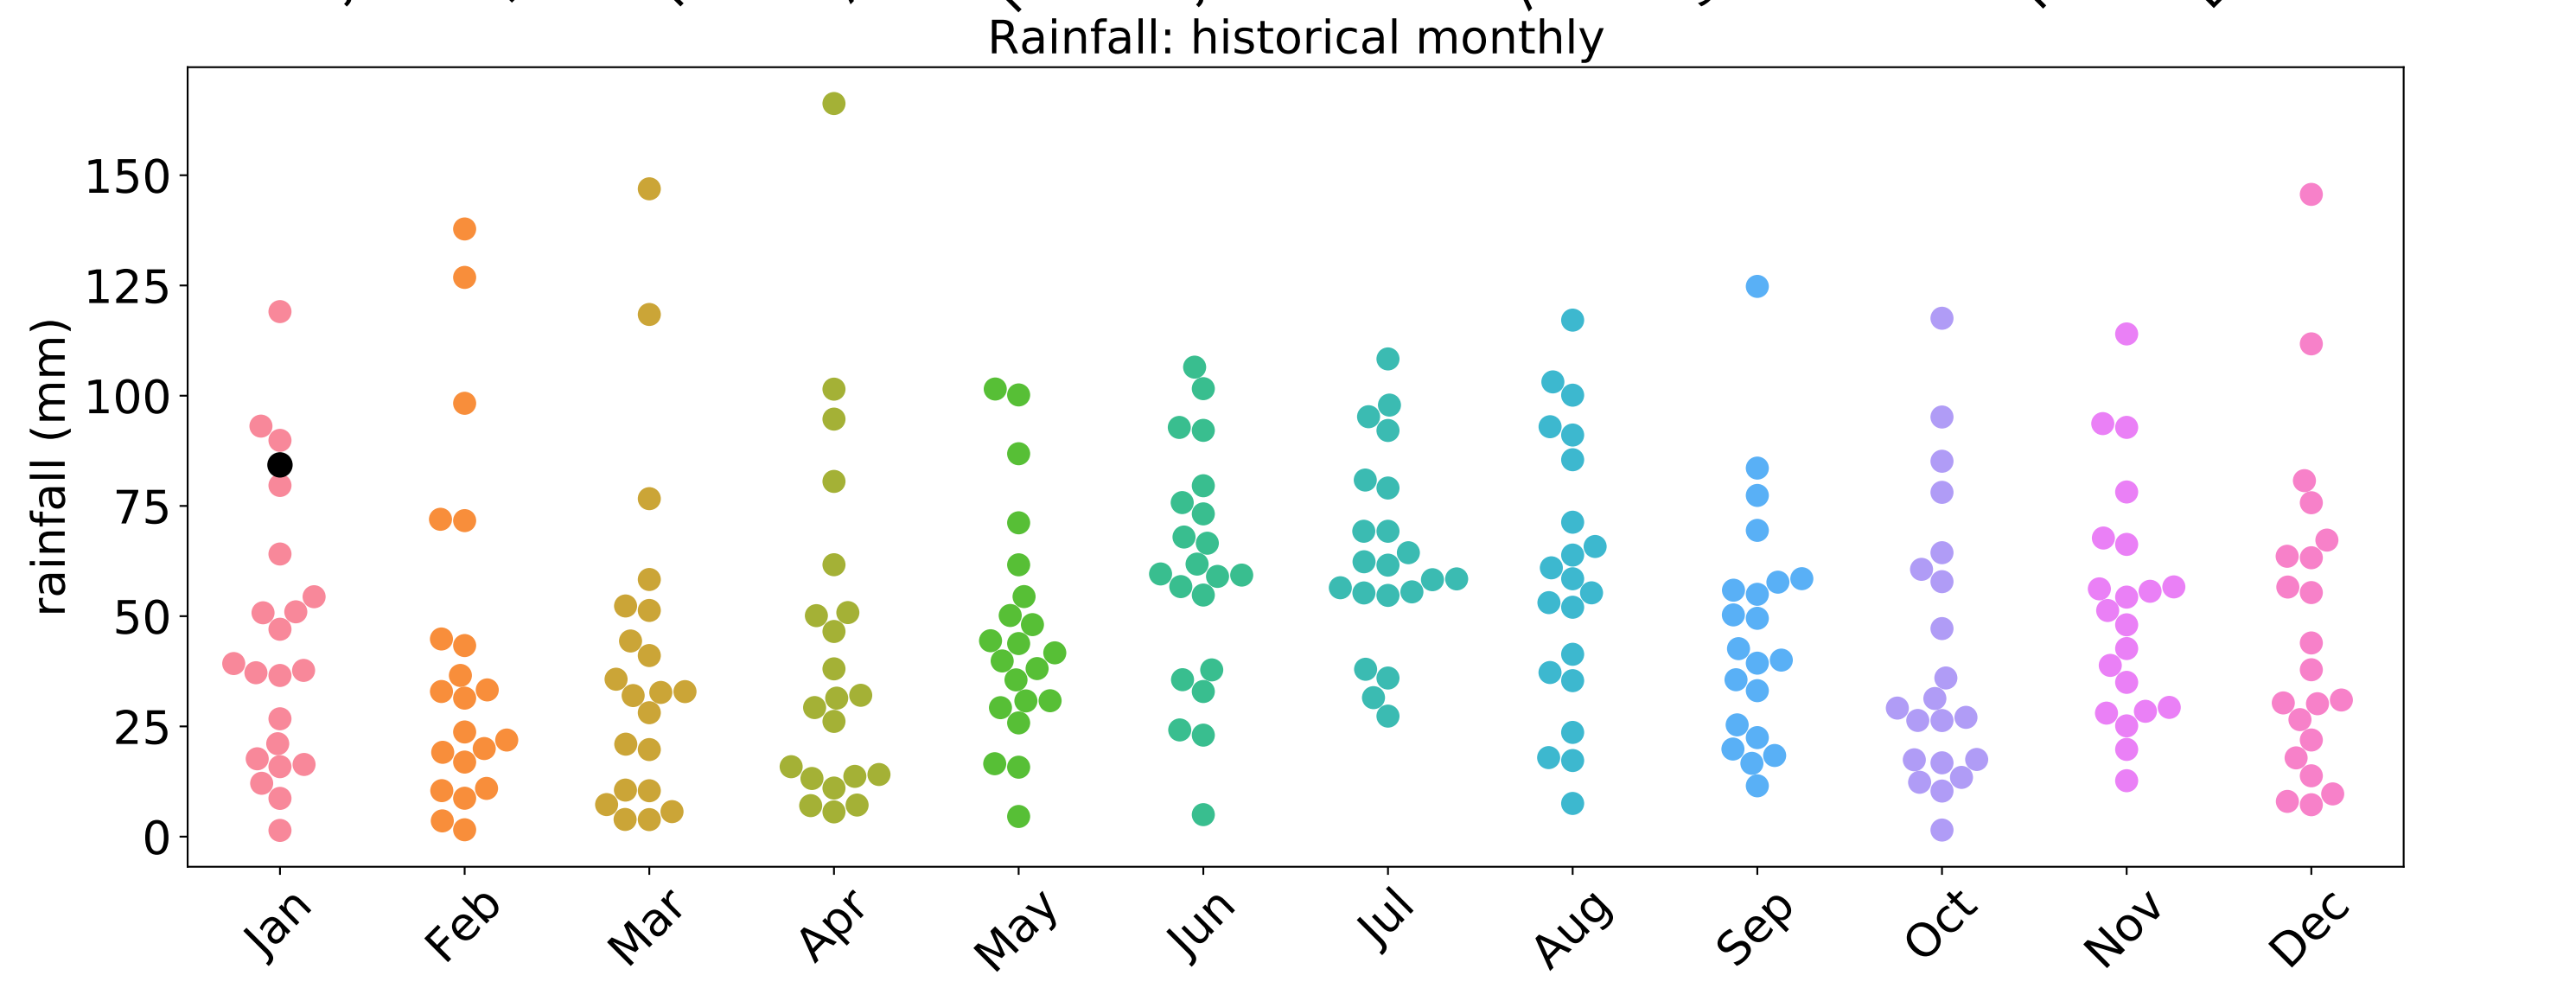 Rainfall: historical monthly
rainfall (mm)
150
125
100
75
50
25
0
Jan
Feb
Mar
Apr
May
Jun
Jul
Aug
Sep
Oct
Nov
Dec